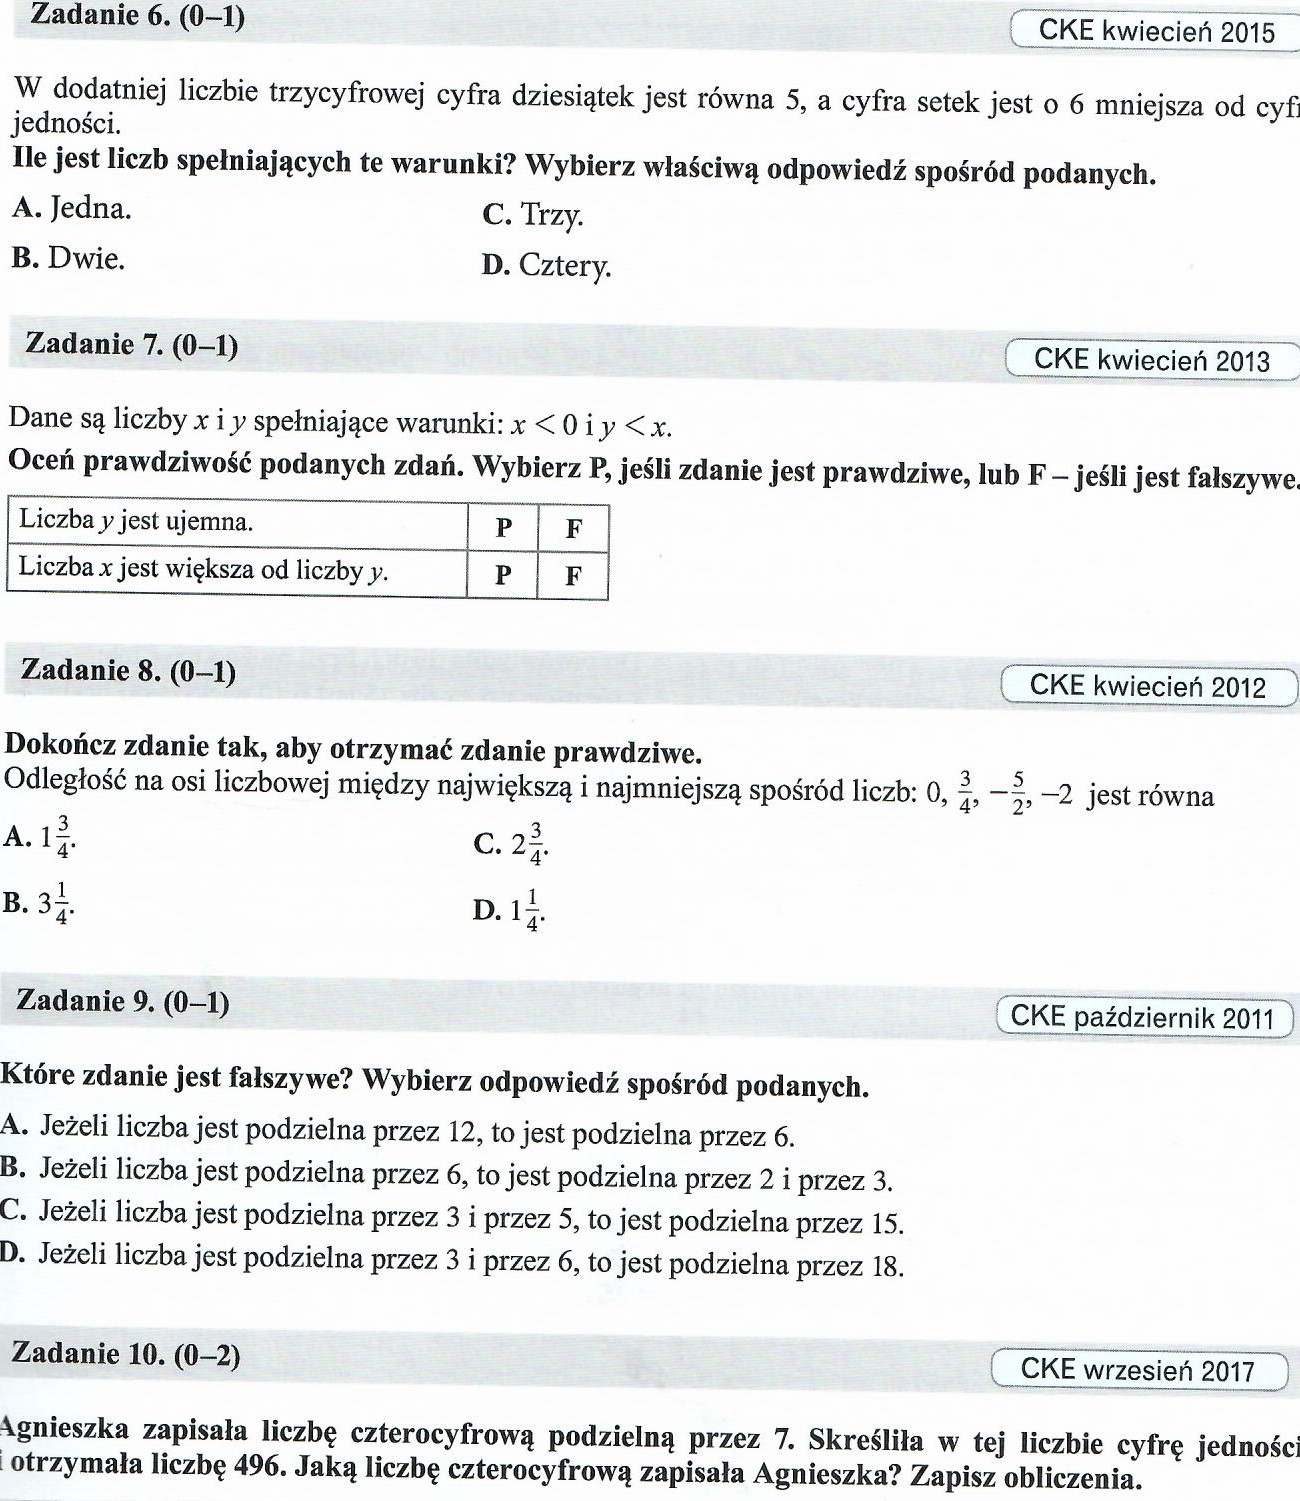 Zadanie 6. (0–1)
CKE kwiecień 2015
W dodatniej liczbie trzycyfrowej cyfra dziesiątek jest równa 5, a cyfra setek jest o 6 mniejsza od
jedności.
Ile jest liczb spełniających te warunki? Wybierz właściwą odpowiedź spośród podanych.
A. Jedna.
C. Trzy.
B. Dwie.
D. Cztery.
Zadanie 7. (0–1)
CKE kwiecień 2013
Dane są liczby x i y spełniające warunki: x < 0 i y < x.
Oceń prawdziwość podanych zdań. Wybierz P, jeśli zdanie jest prawdziwe, lub F – jeśli jest fałszywe.
Liczba y jest ujemna. P F
Liczba x jest większa od liczby y. P F
Zadanie 8. (0–1)
CKE kwiecień 2012
Dokończ zdanie tak, aby otrzymać zdanie prawdziwe.
Odległość na osi liczbowej między największą i najmniejszą spośród liczb: 0, 3/4, −5/2, −2 jest równa
A. 1 3/4.
C. 2 3/4.
B. 3 1/4.
D. 1 1/4.
Zadanie 9. (0–1)
CKE październik 2011
Które zdanie jest fałszywe? Wybierz odpowiedź spośród podanych.
A. Jeżeli liczba jest podzielna przez 12, to jest podzielna przez 6.
B. Jeżeli liczba jest podzielna przez 6, to jest podzielna przez 2 i przez 3.
C. Jeżeli liczba jest podzielna przez 3 i przez 5, to jest podzielna przez 15.
D. Jeżeli liczba jest podzielna przez 3 i przez 6, to jest podzielna przez 18.
Zadanie 10. (0–2)
CKE wrzesień 2017
Agnieszka zapisała liczbę czterocyfrową podzielną przez 7. Skreśliła w tej liczbie cyfrę jedności
i otrzymała liczbę 496. Jaką liczbę czterocyfrową zapisała Agnieszka? Zapisz obliczenia.